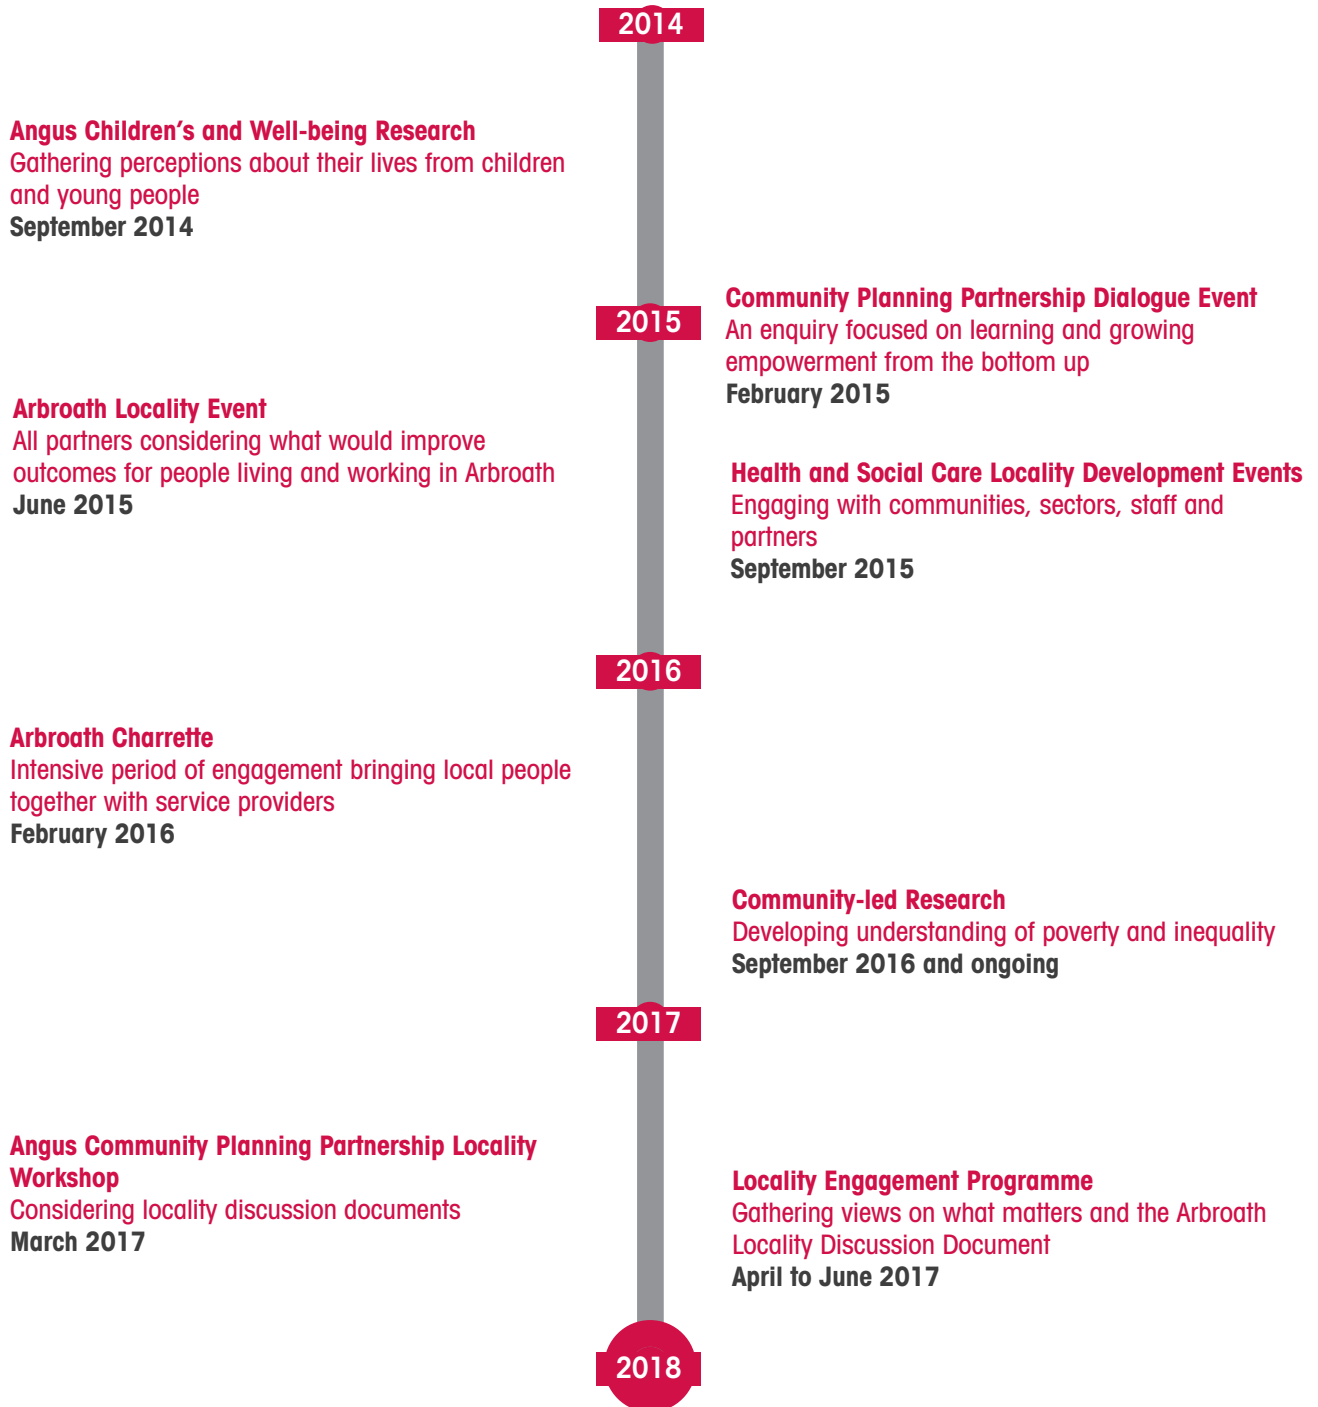 2014
Angus Children's and Well-being Research
Gathering perceptions about their lives from children
and young people
September 2014
2015
Community Planning Partnership Dialogue Event
An enquiry focused on learning and growing
empowerment from the bottom up
February 2015
Arbroath Locality Event
All partners considering what would improve
outcomes for people living and working in Arbroath
June 2015
Health and Social Care Locality Development Events
Engaging with communities, sectors, staff and
partners
September 2015
2016
Arbroath Charrette
Intensive period of engagement bringing local people
together with service providers
February 2016
Community-led Research
Developing understanding of poverty and inequality
September 2016 and ongoing
2017
Angus Community Planning Partnership Locality
Workshop
Considering locality discussion documents
March 2017
Locality Engagement Programme
Gathering views on what matters and the Arbroath
Locality Discussion Document
April to June 2017
2018